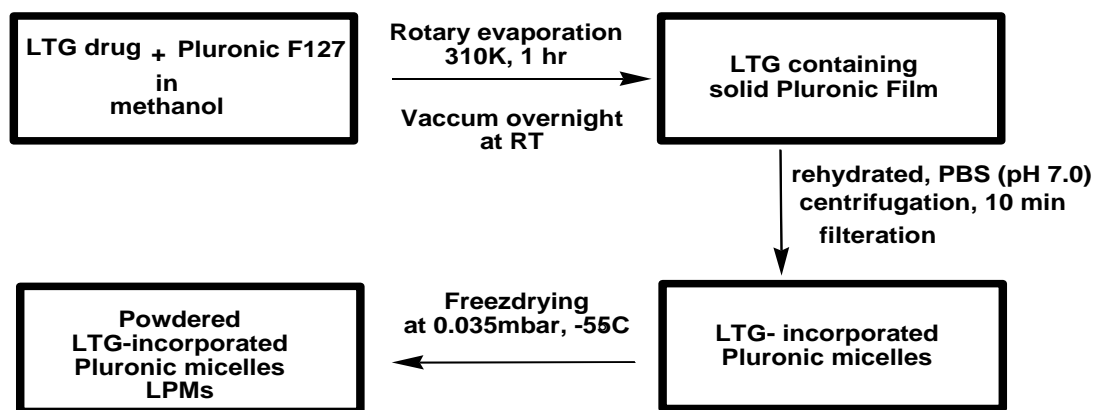 LTG drug + Pluronic F127
in
methanol
Rotary evaporation
310K, 1 hr
Vaccum overnight
at RT
LTG containing
solid Pluronic Film
rehydrated, PBS (pH 7.0)
centrifugation, 10 min
filteration
LTG- incorporated
Pluronic micelles
Freezdrying
at 0.035mbar, -55C
Powdered
LTG-incorporated
Pluronic micelles
LPMs